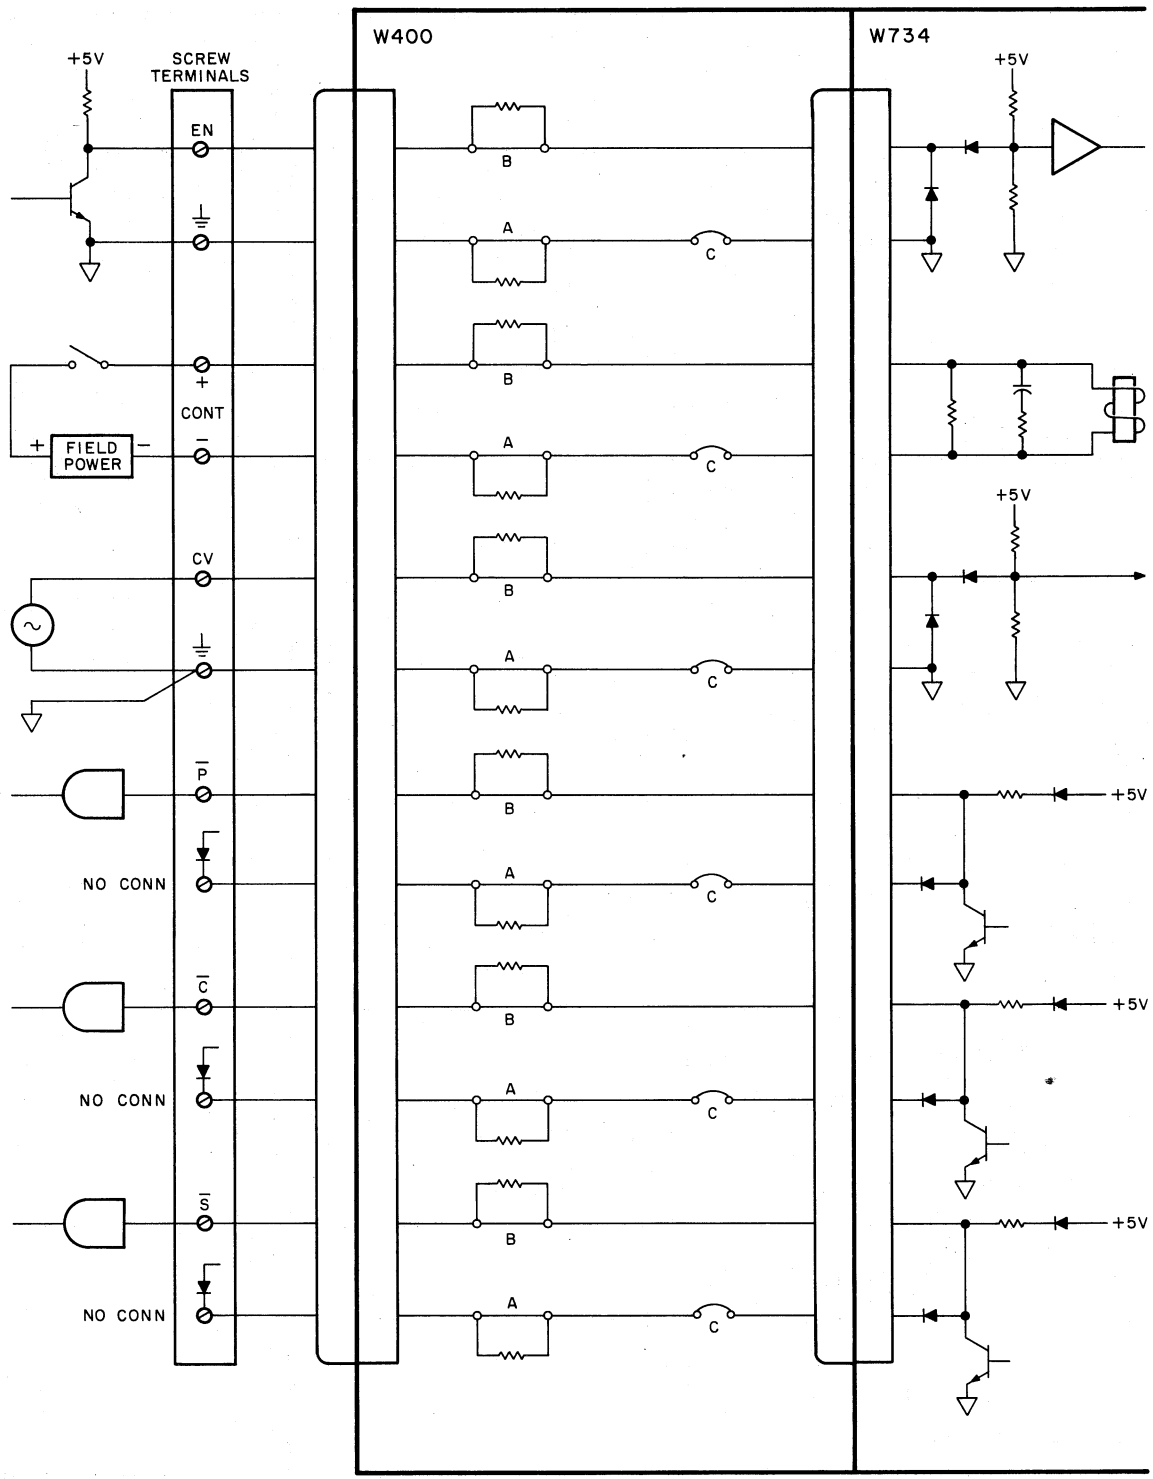 W400
W734
+5V
SCREW
TERMINALS
+5V
EN
B
A
C
B
+
CONT
A
+ FIELD −
POWER
−
C
+5V
CV
B
A
C
P̅
+5V
B
A
NO CONN
C
C̅
+5V
B
A
NO CONN
C
S̅
+5V
B
A
NO CONN
C